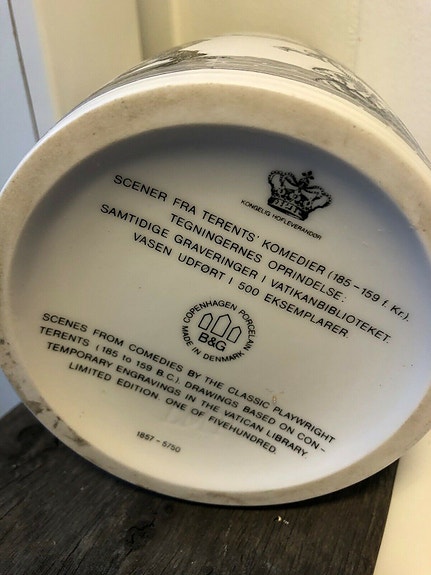 KONGELIG HOFLEVERANDØR
SCENER FRA TERENTS' KOMEDIER (185-159 f. Kr.).
TEGNINGERNES OPRINDELSE:
SAMTIDIGE GRAVERINGER I VATIKANBIBLIOTEKET.
VASEN UDFØRT I 500 EKSEMPLARER.
COPENHAGEN PORCELAIN
B&G
MADE IN DENMARK
SCENES FROM COMEDIES BY THE CLASSIC PLAYWRIGHT
TERENTS (185 to 159 B.C.). DRAWINGS BASED ON CON-
TEMPORARY ENGRAVINGS IN THE VATICAN LIBRARY.
LIMITED EDITION. ONE OF FIVEHUNDRED.
1857-5750